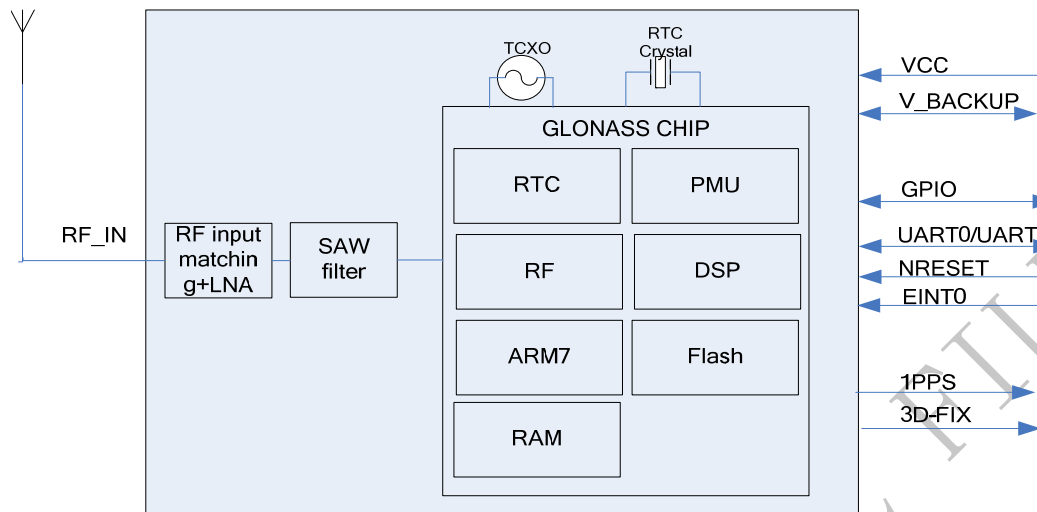 TCXO
RTC
Crystal
GLONASS CHIP
RTC
PMU
RF
DSP
ARM7
Flash
RAM
RF_IN
RF input
matchin
g+LNA
SAW
filter
VCC
V_BACKUP
GPIO
UART0/UART
NRESET
EINT0
1PPS
3D-FIX
FII